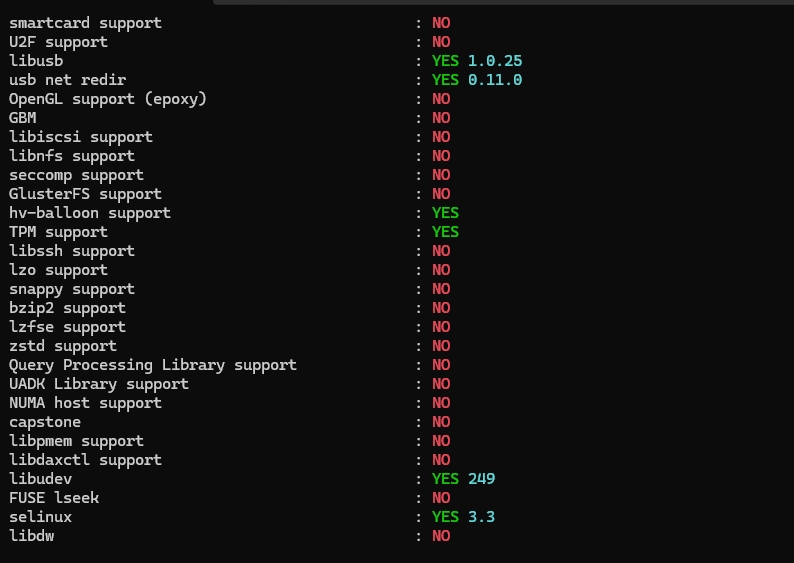 smartcard support : NO
U2F support : NO
libusb : YES 1.0.25
usb net redir : YES 0.11.0
OpenGL support (epoxy) : NO
GBM : NO
libiscsi support : NO
libnfs support : NO
seccomp support : NO
GlusterFS support : NO
hv-balloon support : YES
TPM support : YES
libssh support : NO
lzo support : NO
snappy support : NO
bzip2 support : NO
lzfse support : NO
zstd support : NO
Query Processing Library support : NO
UADK Library support : NO
NUMA host support : NO
capstone : NO
libpmem support : NO
libdaxctl support : NO
libudev : YES 249
FUSE lseek : NO
selinux : YES 3.3
libdw : NO